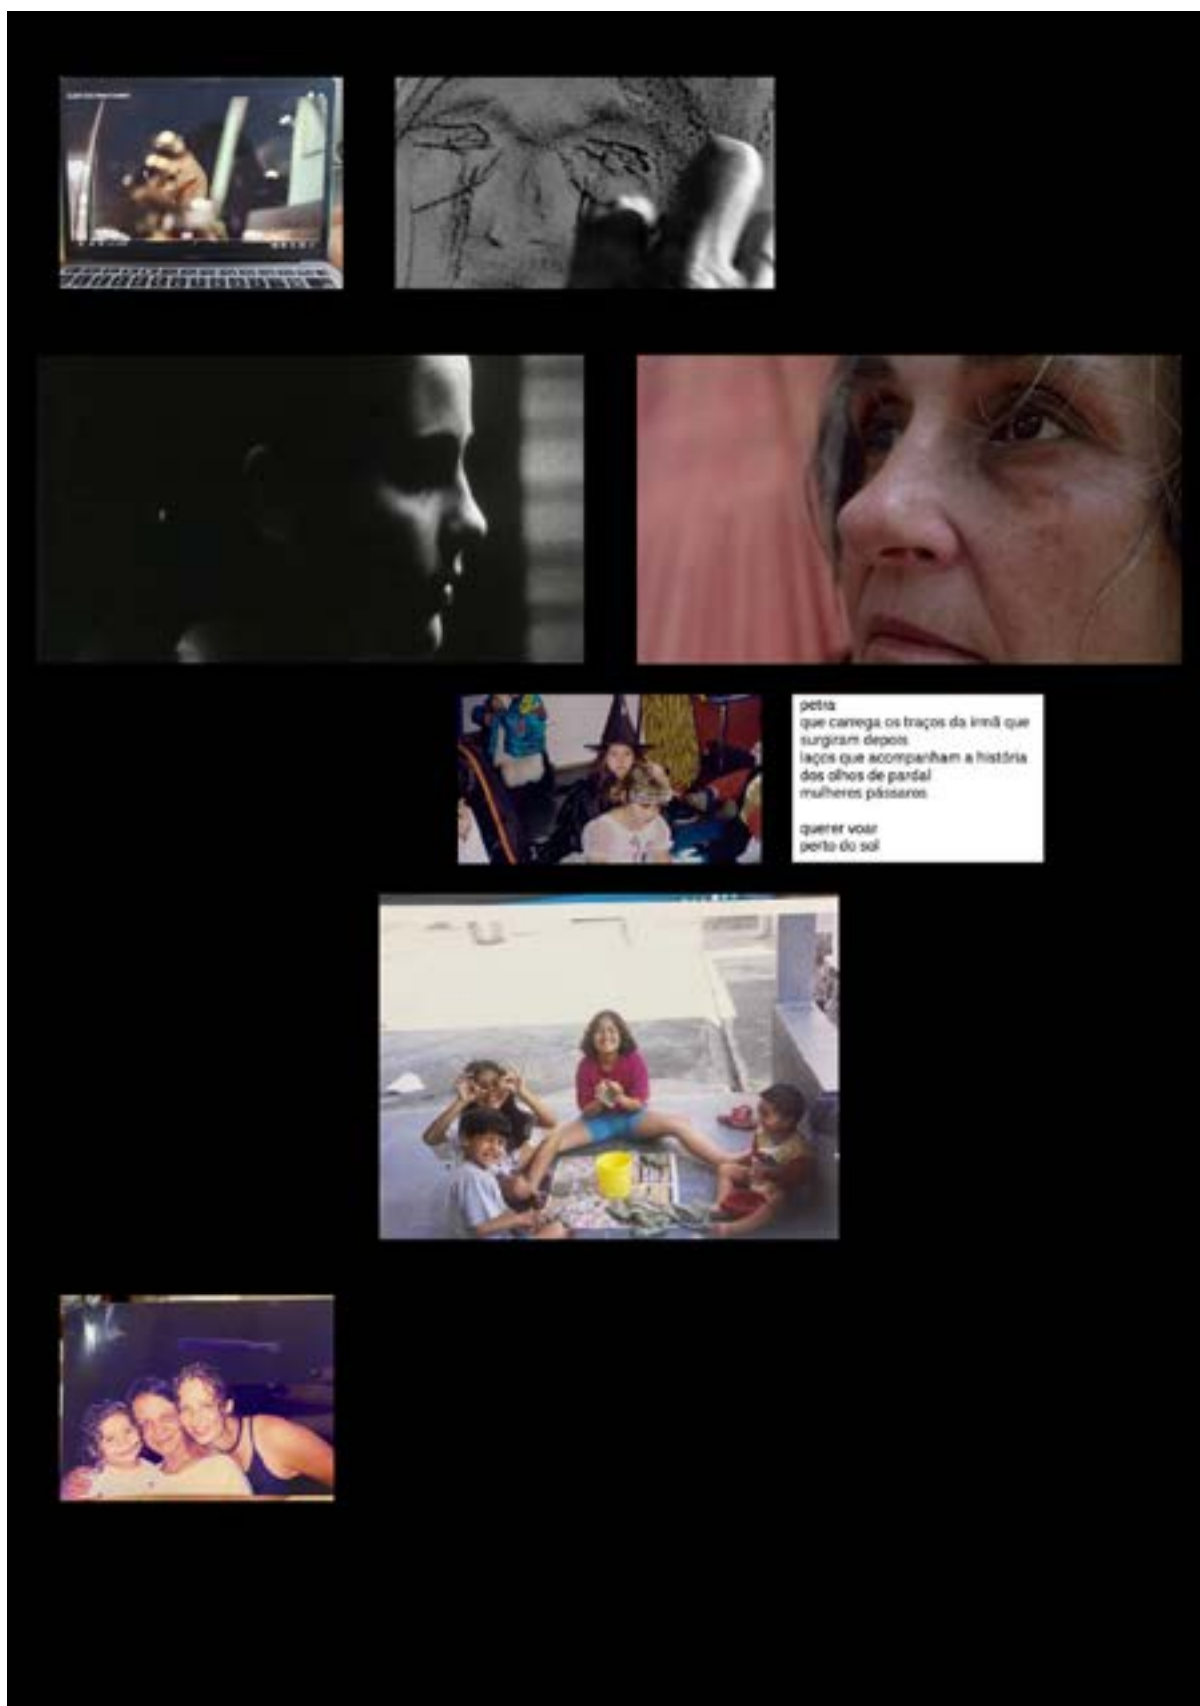 petra
que carrega os traços da irmã que
surgiram depois
laços que acompanham a história
dos olhos de pardal
mulheres pássaros
querer voar
perto do sol